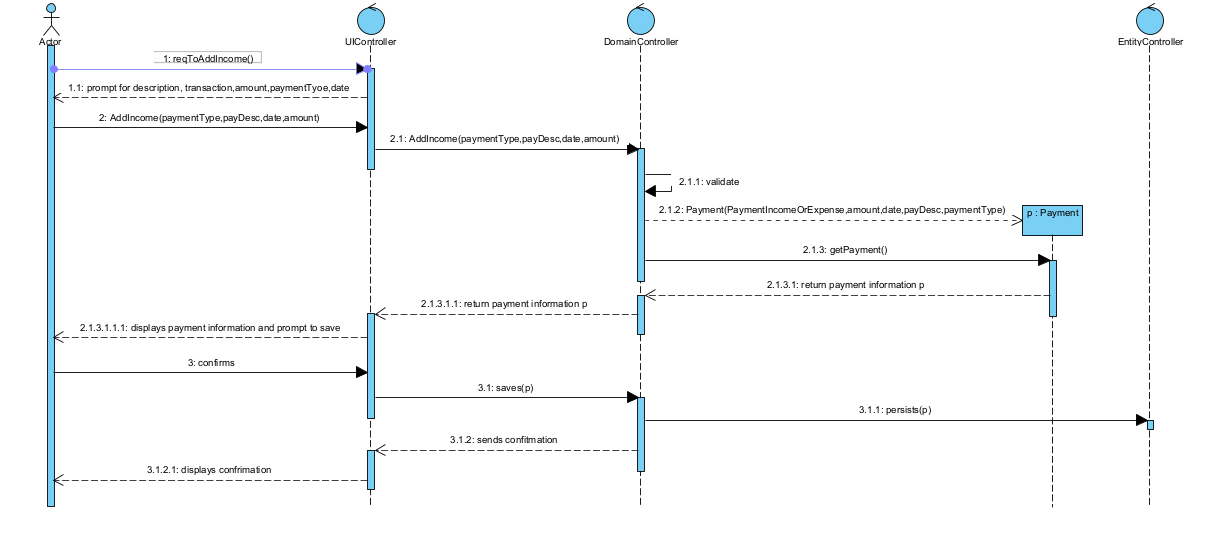 Actor
UIController
DomainController
EntityController
1: reqToAddIncome()
1.1: prompt for description, transaction,amount,paymentTyoe,date
2: AddIncome(paymentType,payDesc,date,amount)
2.1: AddIncome(paymentType,payDesc,date,amount)
2.1.1: validate
2.1.2: Payment(PaymentIncomeOrExpense,amount,date,payDesc,paymentType)
p : Payment
2.1.3: getPayment()
2.1.3.1: return payment information p
2.1.3.1.1: return payment information p
2.1.3.1.1.1: displays payment information and prompt to save
3: confirms
3.1: saves(p)
3.1.1: persists(p)
3.1.2: sends confitmation
3.1.2.1: displays confrimation